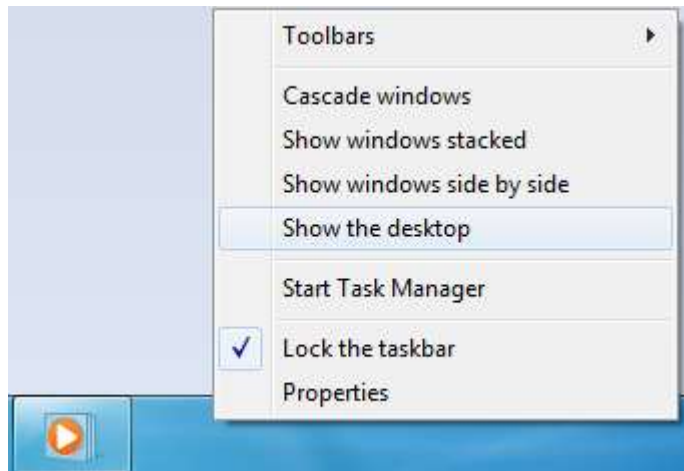 Toolbars
Cascade windows
Show windows stacked
Show windows side by side
Show the desktop
Start Task Manager
Lock the taskbar
Properties